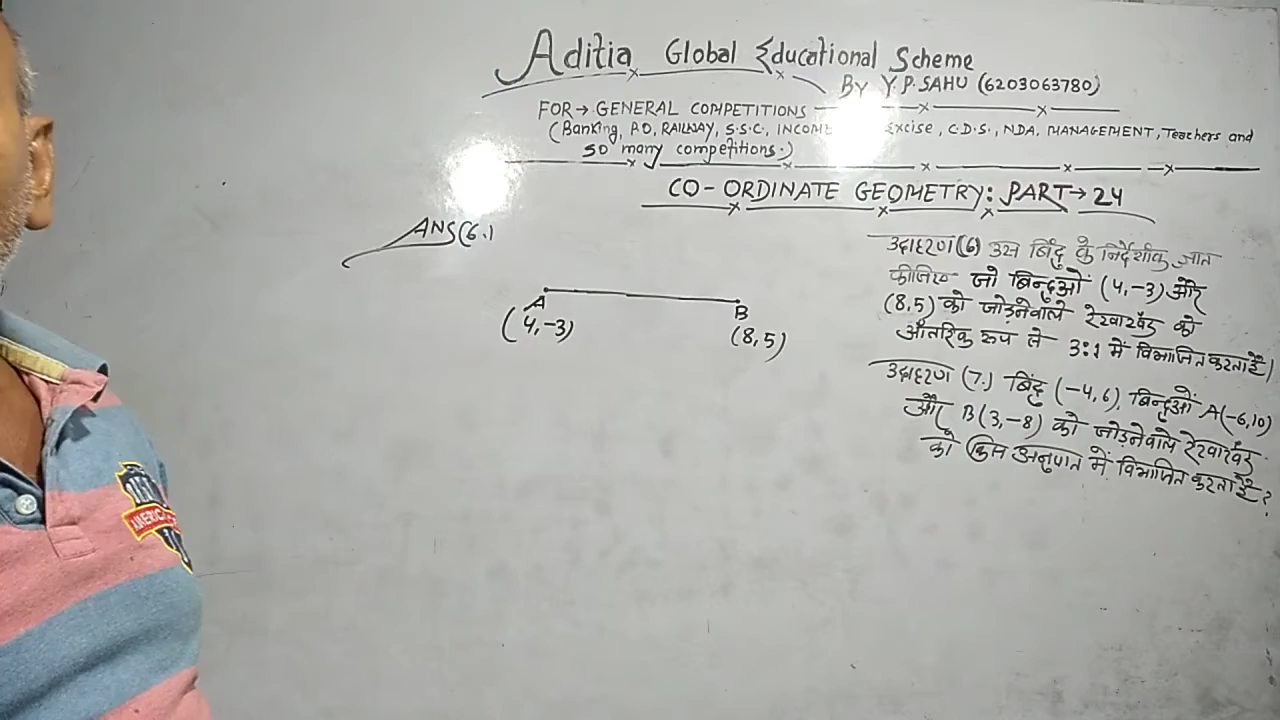 Aditia Global Educational Scheme
By Y.P. SAHU (6203063780)
FOR→ GENERAL COMPETITIONS
(Banking, P.O, RAILWAY, S.S.C., INCOME Excise, C.D.S., NDA, MANAGEMENT, Teachers and
so many competitions.)
CO-ORDINATE GEOMETRY: PART→24
ANS(6.)
उदाहरण (6) उस बिंदु के निर्देशांक ज्ञात
कीजिए जो बिन्दुओं (4,-3) और
(8,5) को जोड़नेवाले रेखाखंड को
आंतरिक रूप से 3:1 में विभाजित करता है।
A B
(4,-3) (8,5)
उदाहरण (7.) बिंदु (-4,6), बिन्दुओं A(-6,10)
और B(3,-8) को जोड़नेवाले रेखाखंड
को किस अनुपात में विभाजित करता है?
AMERIC